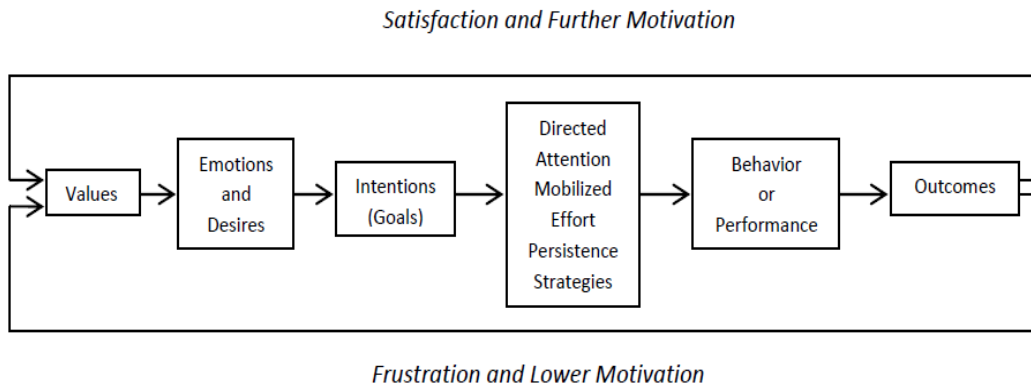 Satisfaction and Further Motivation
Values
Emotions
and
Desires
Intentions
(Goals)
Directed
Attention
Mobilized
Effort
Persistence
Strategies
Behavior
or
Performance
Outcomes
Frustration and Lower Motivation